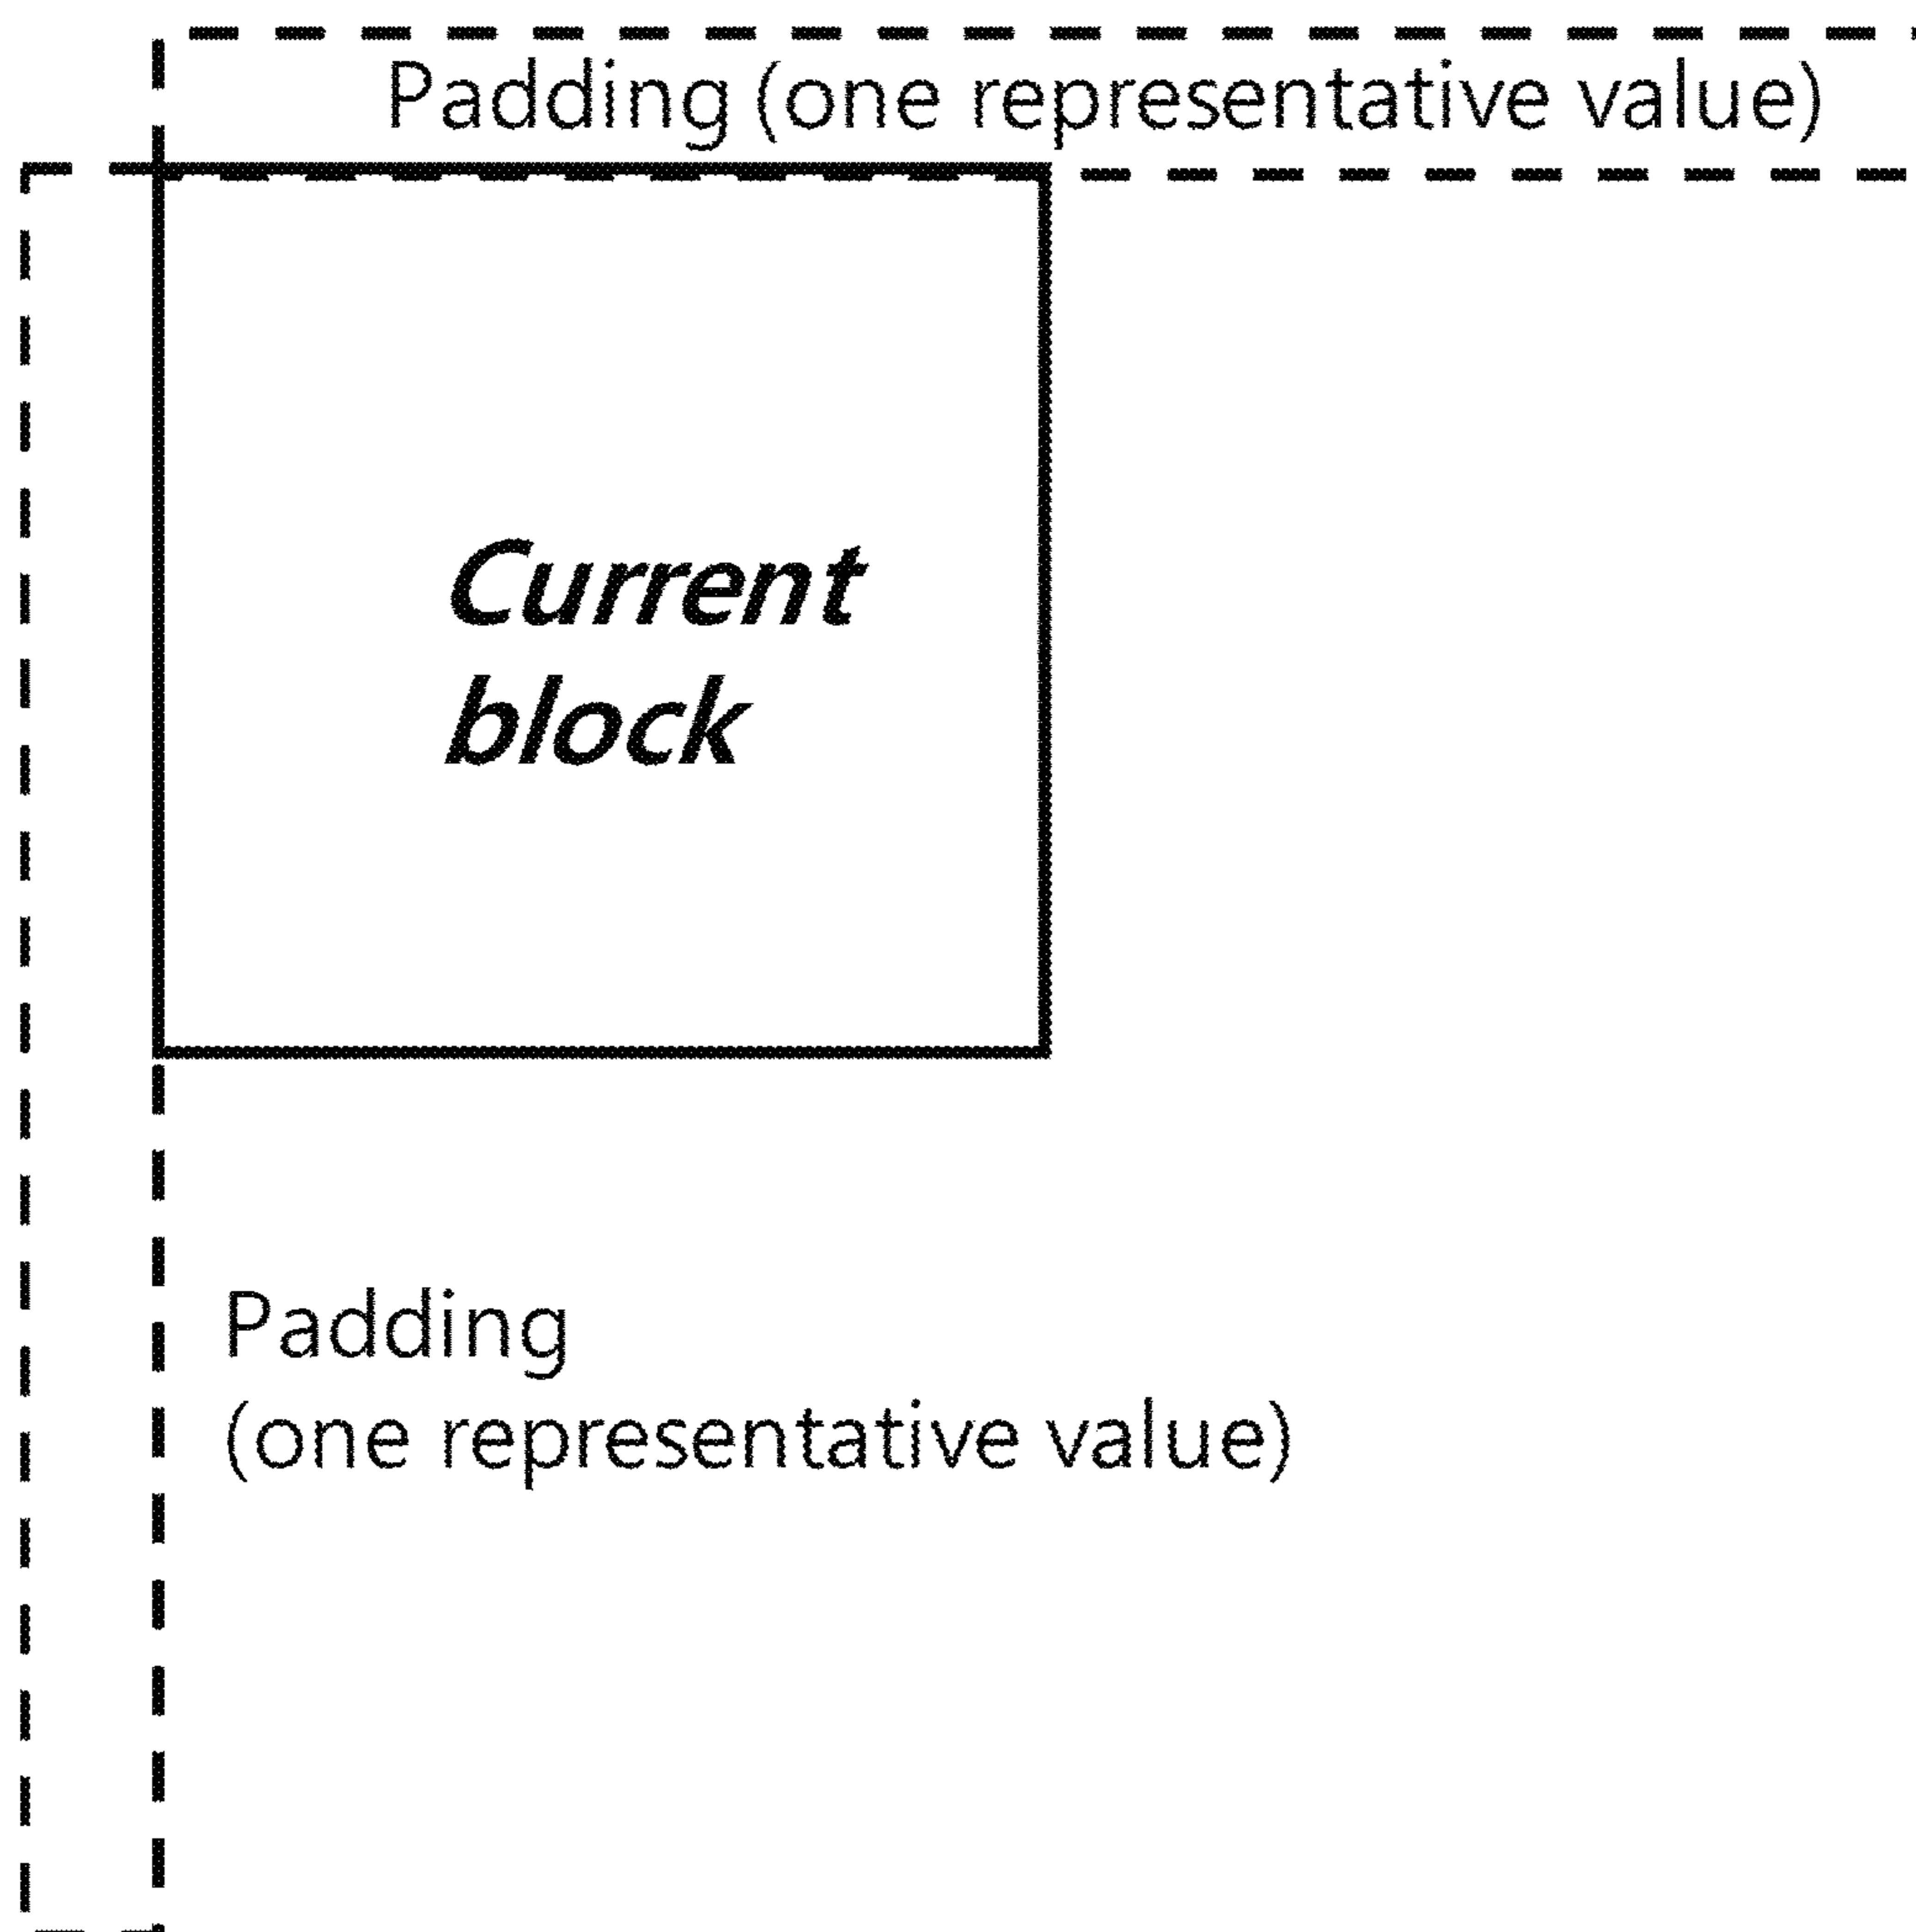 Padding (one representative value)
Current
block
Padding
(one representative value)